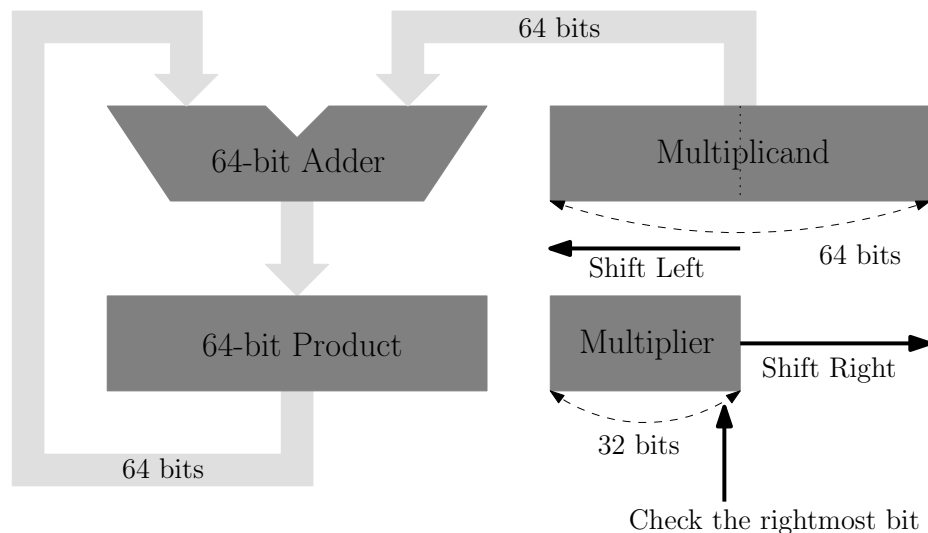 64 bits
64-bit Adder
Multiplicand
64 bits
Shift Left
64-bit Product
Multiplier
Shift Right
32 bits
64 bits
Check the rightmost bit